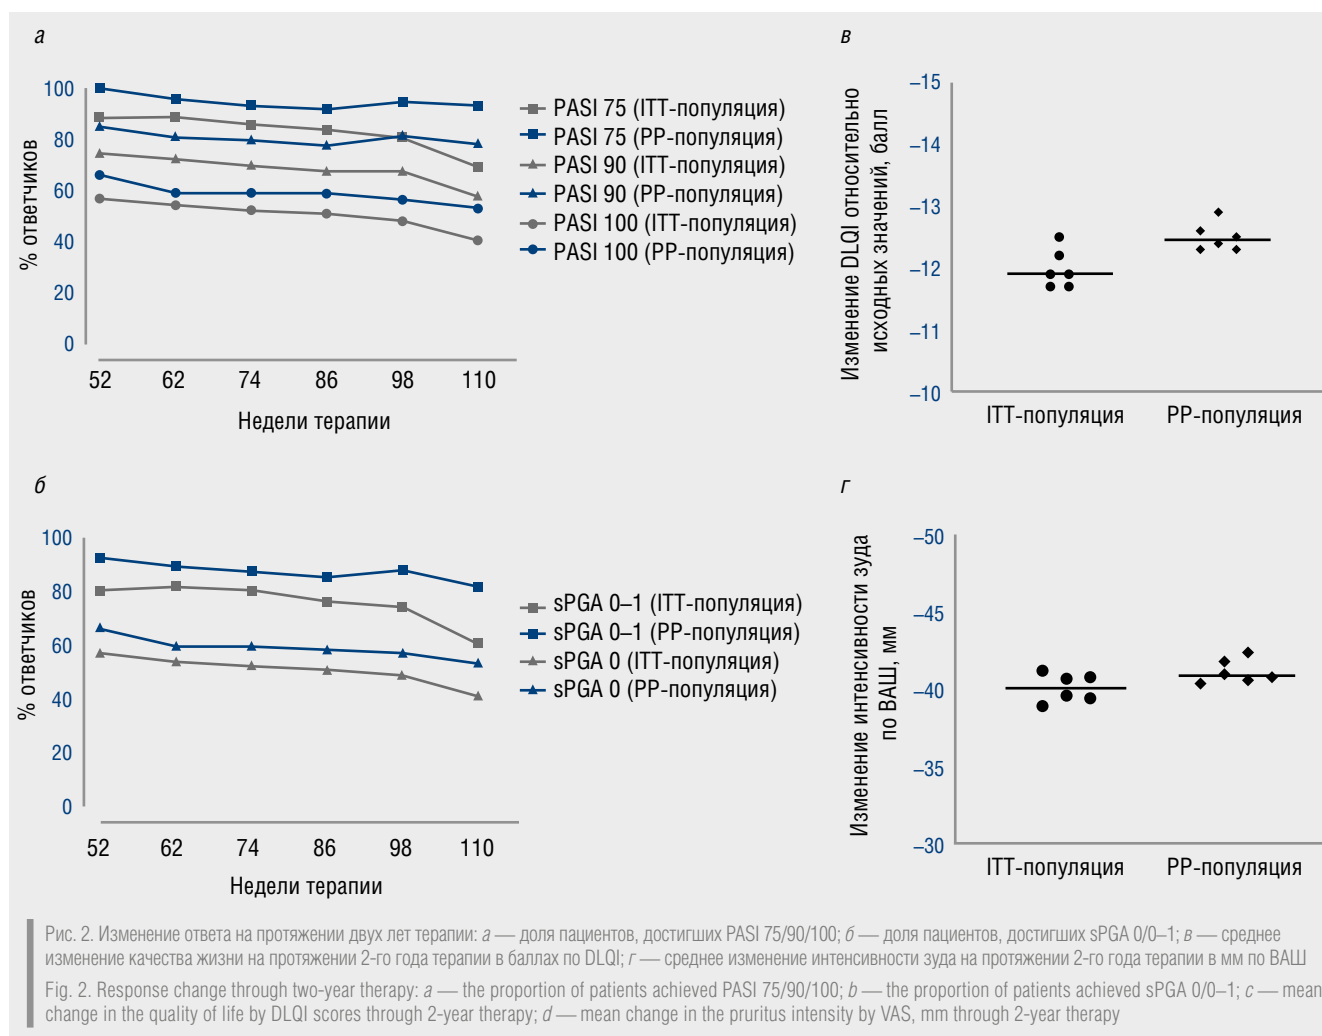 а
% ответчиков
100
80
60
40
20
0
52 62 74 86 98 110
Недели терапии
PASI 75 (ITT-популяция)
PASI 75 (PP-популяция)
PASI 90 (ITT-популяция)
PASI 90 (PP-популяция)
PASI 100 (ITT-популяция)
PASI 100 (PP-популяция)
в
Изменение DLQI относительно
исходных значений, балл
–15
–14
–13
–12
–11
–10
ITT-популяция PP-популяция
б
% ответчиков
100
80
60
40
20
0
52 62 74 86 98 110
Недели терапии
sPGA 0–1 (ITT-популяция)
sPGA 0–1 (PP-популяция)
sPGA 0 (ITT-популяция)
sPGA 0 (PP-популяция)
г
Изменение интенсивности зуда
по ВАШ, мм
–50
–45
–40
–35
–30
ITT-популяция PP-популяция
Рис. 2. Изменение ответа на протяжении двух лет терапии: а — доля пациентов, достигших PASI 75/90/100; б — доля пациентов, достигших sPGA 0/0–1; в — среднее
изменение качества жизни на протяжении 2-го года терапии в баллах по DLQI; г — среднее изменение интенсивности зуда на протяжении 2-го года терапии в мм по ВАШ
Fig. 2. Response change through two-year therapy: a — the proportion of patients achieved PASI 75/90/100; b — the proportion of patients achieved sPGA 0/0–1; c — mean
change in the quality of life by DLQI scores through 2-year therapy; d — mean change in the pruritus intensity by VAS, mm through 2-year therapy